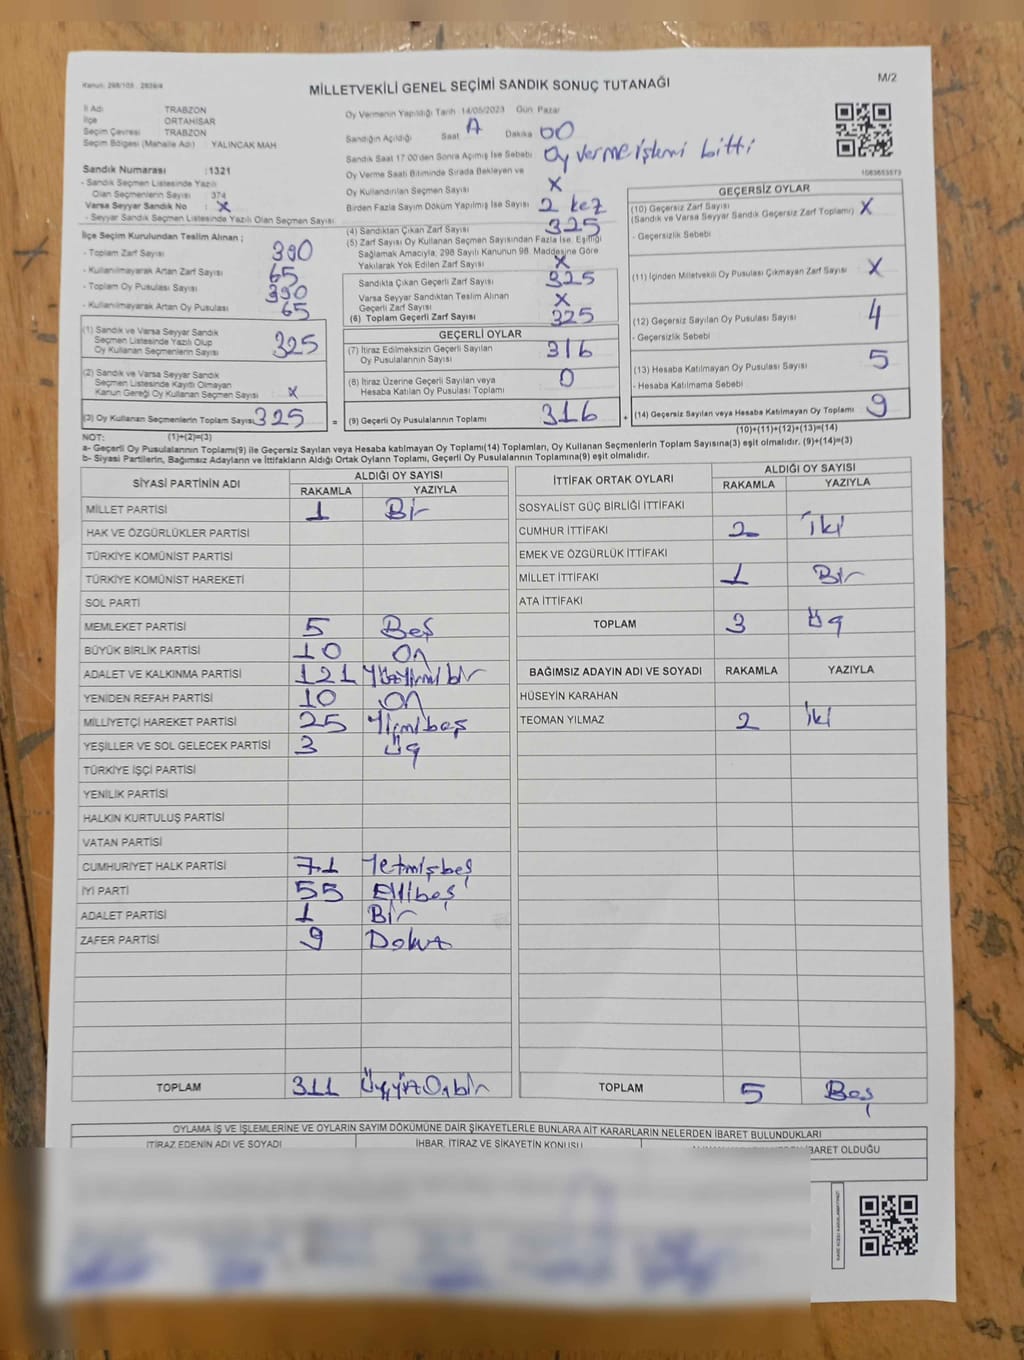 Kanun: 298/105 , 2839/4
MİLLETVEKİLİ GENEL SEÇİMİ SANDIK SONUÇ TUTANAĞI
M/2
İl Adı TRABZON
İlçe ORTAHİSAR
Seçim Çevresi TRABZON
Seçim Bölgesi (Mahalle Adı) : YALINCAK MAH
Sandık Numarası :1321
- Sandık Seçmen Listesinde Yazılı
Olan Seçmenlerin Sayısı : 374
Varsa Seyyar Sandık No : X
- Seyyar Sandık Seçmen Listesinde Yazılı Olan Seçmen Sayısı
Oy Vermenin Yapıldığı Tarih :14/05/2023 Gün Pazar
Sandığın Açıldığı Saat Dakika 00
Sandık Saat 17:00'den Sonra Açımış İse Sebebi Oy verme işlemi bitti
Oy Verme Saati Bitiminde Sırada Bekleyen ve
Oy Kullandırılan Seçmen Sayısı X
Birden Fazla Sayım Döküm Yapılmış İse Sayısı 2 kez
1063653573
İlçe Seçim Kurulundan Teslim Alınan ;
- Toplam Zarf Sayısı 390
- Kullanılmayarak Artan Zarf Sayısı 65
- Toplam Oy Pusulası Sayısı 390
- Kullanılmayarak Artan Oy Pusulası 65
(1) Sandık ve Varsa Seyyar Sandık
Seçmen Listesinde Yazılı Olup
Oy Kullanan Seçmenlerin Sayısı 325
(2) Sandık ve Varsa Seyyar Sandık
Seçmen Listesinde Kayıtlı Olmayan
Kanun Gereği Oy Kullanan Seçmen Sayısı X
(3) Oy Kullanan Seçmenlerin Toplam Sayısı 325
(4) Sandıktan Çıkan Zarf Sayısı 325
(5) Zarf Sayısı Oy Kullanan Seçmen Sayısından Fazla İse, Eşitliği
Sağlamak Amacıyla, 298 Sayılı Kanunun 98. Maddesine Göre
Yakılarak Yok Edilen Zarf Sayısı X
Sandıkta Çıkan Geçerli Zarf Sayısı 325
Varsa Seyyar Sandıktan Teslim Alınan
Geçerli Zarf Sayısı X
(6) Toplam Geçerli Zarf Sayısı 325
GEÇERLİ OYLAR
(7) İtiraz Edilmeksizin Geçerli Sayılan
Oy Pusulalarının Sayısı 316
(8) İtiraz Üzerine Geçerli Sayılan veya
Hesaba Katılan Oy Pusulası Toplamı 0
= (9) Geçerli Oy Pusulalarının Toplamı 316 +
GEÇERSİZ OYLAR
(10) Geçersiz Zarf Sayısı X
(Sandık ve Varsa Seyyar Sandık Geçersiz Zarf Toplamı)
- Geçersizlik Sebebi
(11) İçinden Milletvekili Oy Pusulası Çıkmayan Zarf Sayısı X
(12) Geçersiz Sayılan Oy Pusulası Sayısı 4
- Geçersizlik Sebebi
(13) Hesaba Katılmayan Oy Pusulası Sayısı 5
- Hesaba Katılmama Sebebi
(14) Geçersiz Sayılan veya Hesaba Katılmayan Oy Toplamı 9
NOT: (1)+(2)=(3) (10)+(11)+(12)+(13)=(14)
a- Geçerli Oy Pusulalarının Toplamı(9) ile Geçersiz Sayılan veya Hesaba katılmayan Oy Toplamı(14) Toplamları, Oy Kullanan Seçmenlerin Toplam Sayısına(3) eşit olmalıdır. (9)+(14)=(3)
b- Siyasi Partilerin, Bağımsız Adayların ve İttifakların Aldığı Ortak Oyların Toplamı, Geçerli Oy Pusulalarının Toplamına(9) eşit olmalıdır.
SİYASİ PARTİNİN ADI ALDIĞI OY SAYISI
RAKAMLA YAZIYLA
MİLLET PARTİSİ 1 Bir
HAK VE ÖZGÜRLÜKLER PARTİSİ
TÜRKİYE KOMÜNİST PARTİSİ
TÜRKİYE KOMÜNİST HAREKETİ
SOL PARTİ
MEMLEKET PARTİSİ 5 Beş
BÜYÜK BİRLİK PARTİSİ 10 On
ADALET VE KALKINMA PARTİSİ 121 Yüzyirmibir
YENİDEN REFAH PARTİSİ 10 On
MİLLİYETÇİ HAREKET PARTİSİ 25 Yirmibeş
YEŞİLLER VE SOL GELECEK PARTİSİ 3 Üç
TÜRKİYE İŞÇİ PARTİSİ
YENİLİK PARTİSİ
HALKIN KURTULUŞ PARTİSİ
VATAN PARTİSİ
CUMHURİYET HALK PARTİSİ 71 Yetmişbeş
İYİ PARTİ 55 Ellibeş
ADALET PARTİSİ 1 Bir
ZAFER PARTİSİ 9 Dokuz
TOPLAM 311 Üçyüzonbir
İTTİFAK ORTAK OYLARI ALDIĞI OY SAYISI
RAKAMLA YAZIYLA
SOSYALİST GÜÇ BİRLİĞİ İTTİFAKI
CUMHUR İTTİFAKI 2 İki
EMEK VE ÖZGÜRLÜK İTTİFAKI
MİLLET İTTİFAKI 1 Bir
ATA İTTİFAKI
TOPLAM 3 Üç
BAĞIMSIZ ADAYIN ADI VE SOYADI RAKAMLA YAZIYLA
HÜSEYİN KARAHAN
TEOMAN YILMAZ 2 İki
TOPLAM 5 Beş
OYLAMA İŞ VE İŞLEMLERİNE VE OYLARIN SAYIM DÖKÜMÜNE DAİR ŞİKAYETLERLE BUNLARA AİT KARARLARIN NELERDEN İBARET BULUNDUKLARI
İTİRAZ EDENİN ADI VE SOYADI İHBAR, İTİRAZ VE ŞİKAYETİN KONUSU İBARET OLDUĞU